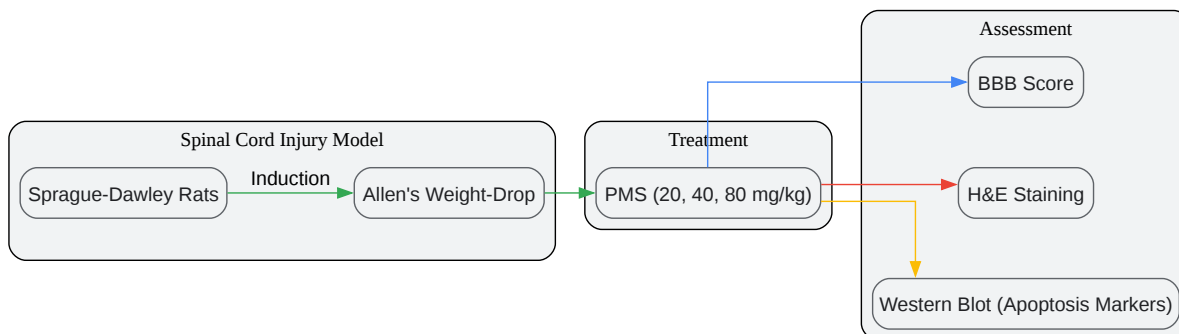 Assessment
BBB Score
Spinal Cord Injury Model
Treatment
Sprague-Dawley Rats
Induction
Allen's Weight-Drop
PMS (20, 40, 80 mg/kg)
H&E Staining
Western Blot (Apoptosis Markers)